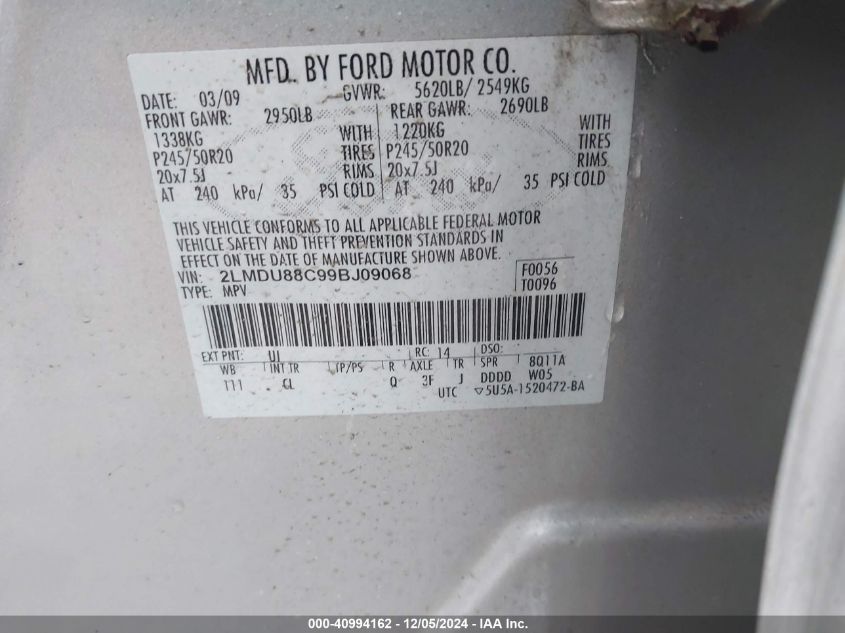 MFD. BY FORD MOTOR CO.
DATE: 03/09 GVWR: 5620LB/ 2549KG
FRONT GAWR: 2950LB REAR GAWR: 2690LB
1338KG WITH 1220KG WITH
P245/50R20 TIRES P245/50R20 TIRES
20x7.5J RIMS 20x7.5J RIMS
AT 240 kPa/ 35 PSI COLD AT 240 kPa/ 35 PSI COLD
THIS VEHICLE CONFORMS TO ALL APPLICABLE FEDERAL MOTOR
VEHICLE SAFETY AND THEFT PREVENTION STANDARDS IN
EFFECT ON THE DATE OF MANUFACTURE SHOWN ABOVE.
VIN: 2LMDU88C99BJ09068 F0056
TYPE: MPV T0096
EXT PNT: UI RC: 14 DSO:
WB INT TR TP/PS R AXLE TR SPR 8Q11A
T11 CL Q 3F J DDDD W05
UTC ▽5U5A-1520472-BA
000-40994162 - 12/05/2024 - IAA Inc.